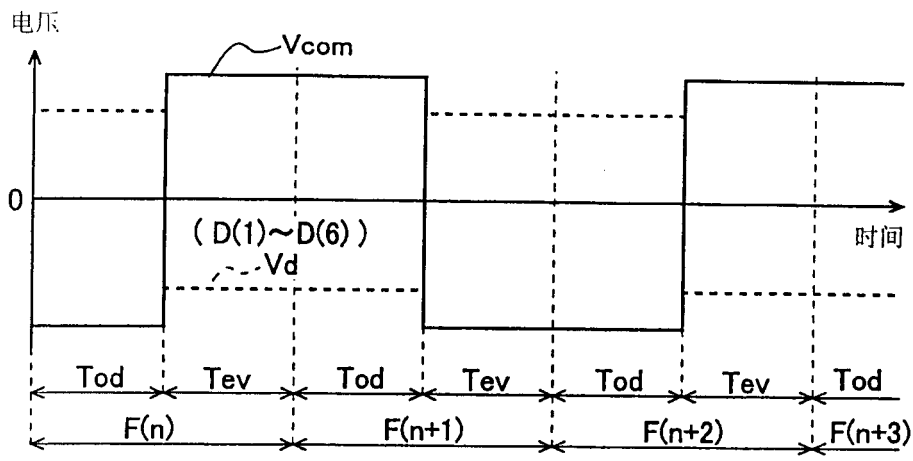 电压
Vcom
0
(D(1)~D(6))
时间
Vd
Tod Tev Tod Tev Tod Tev Tod
F(n) F(n+1) F(n+2) F(n+3)